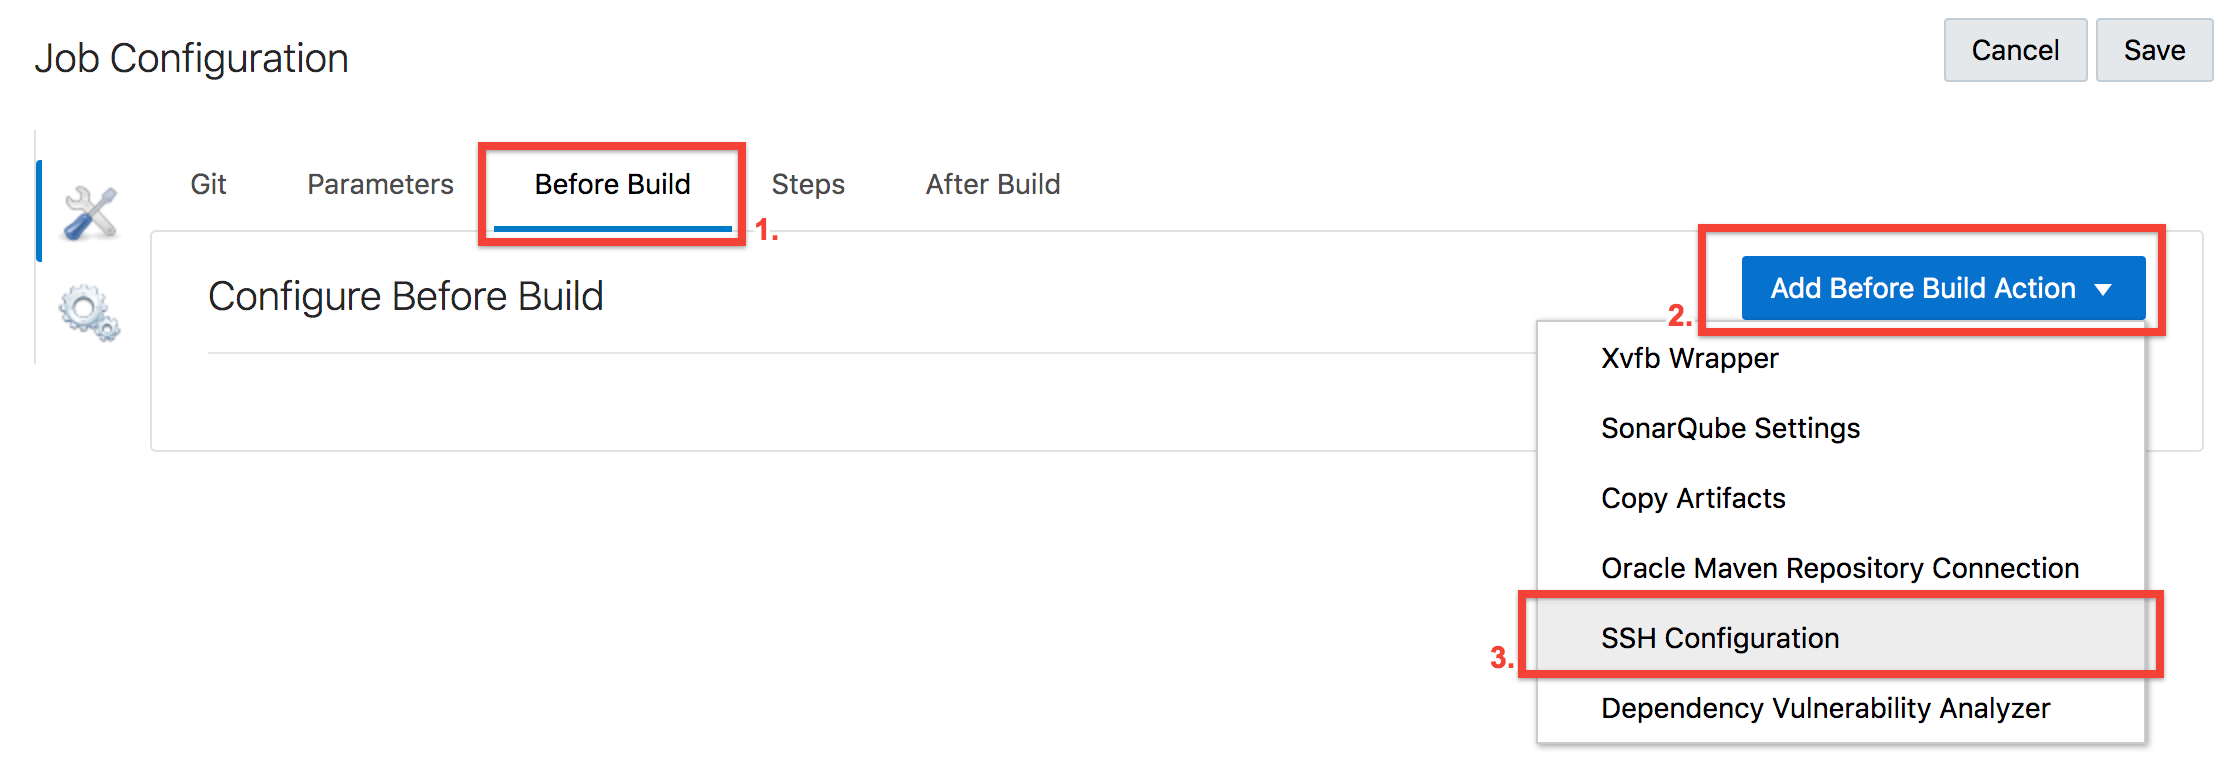 Job Configuration
Cancel
Save
Git
Parameters
Before Build
Steps
After Build
1.
Configure Before Build
Add Before Build Action
2.
Xvfb Wrapper
SonarQube Settings
Copy Artifacts
Oracle Maven Repository Connection
SSH Configuration
3.
Dependency Vulnerability Analyzer